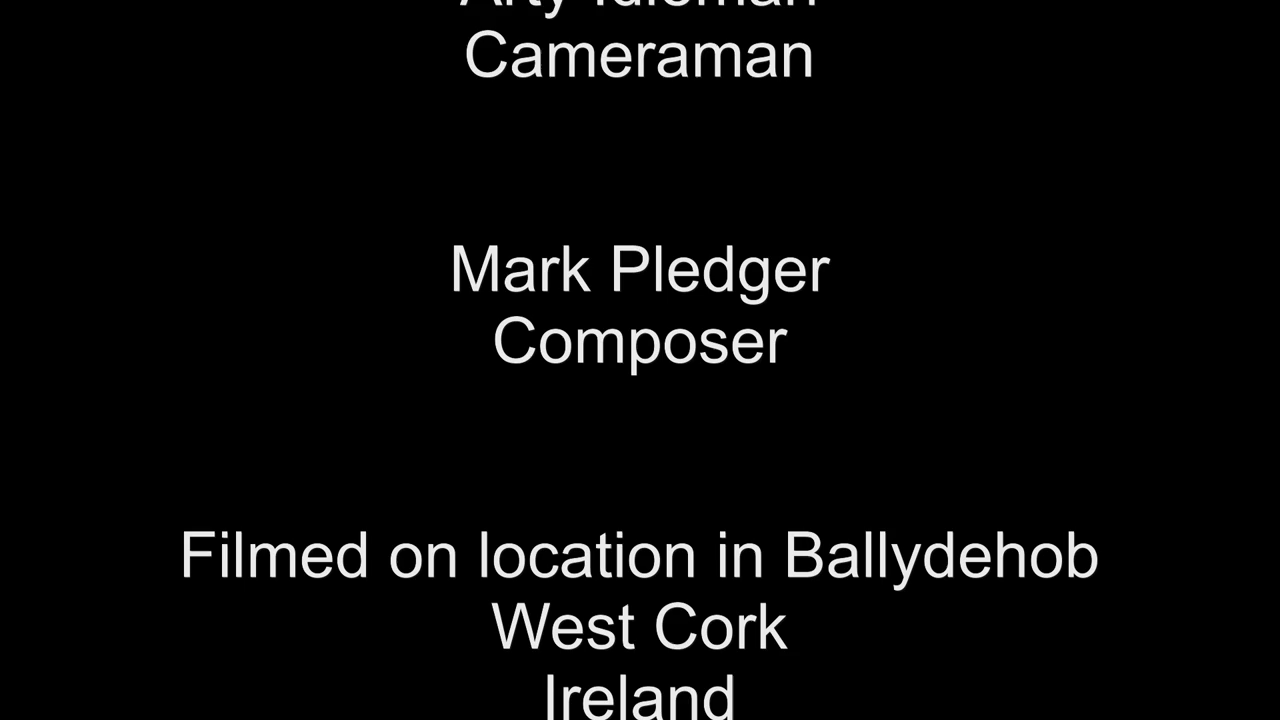 Cameraman
Mark Pledger
Composer
Filmed on location in Ballydehob
West Cork
Ireland